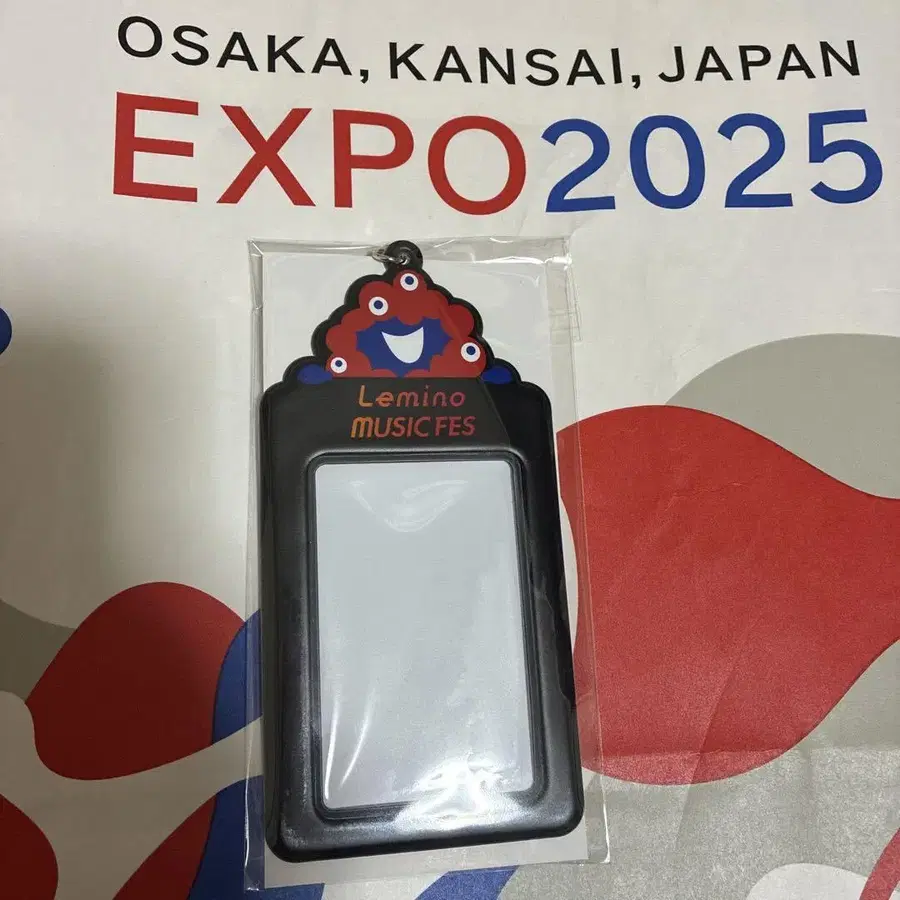 OSAKA, KANSAI, JAPAN
EXPO2025
Lemino
MUSIC FES